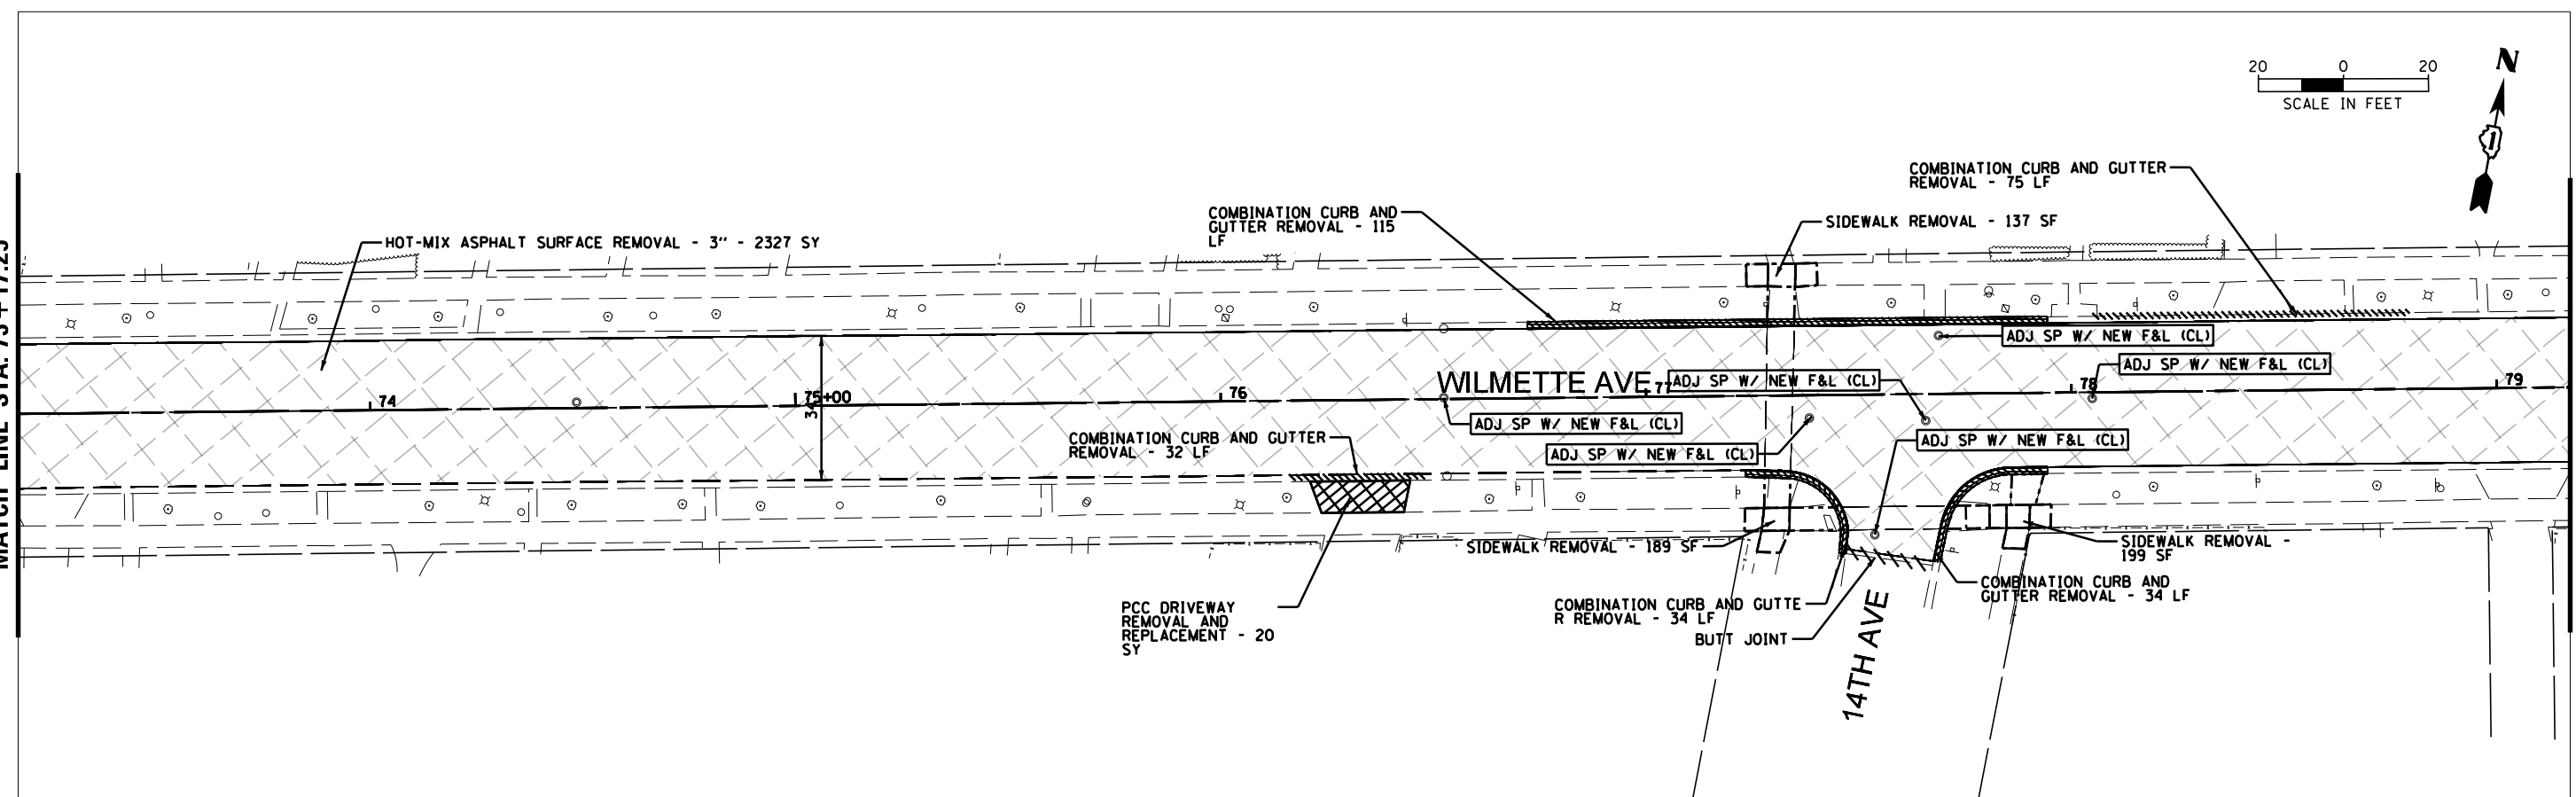 20 0 20
SCALE IN FEET
N
1
COMBINATION CURB AND GUTTER
REMOVAL - 75 LF
COMBINATION CURB AND
GUTTER REMOVAL - 115
LF
SIDEWALK REMOVAL - 137 SF
HOT-MIX ASPHALT SURFACE REMOVAL - 3" - 2327 SY
ADJ SP W/ NEW F&L (CL)
ADJ SP W/ NEW F&L (CL)
WILMETTE AVE
ADJ SP W/ NEW F&L (CL)
74
75+00
76
77
78
79
ADJ SP W/ NEW F&L (CL)
COMBINATION CURB AND GUTTER
REMOVAL - 32 LF
ADJ SP W/ NEW F&L (CL)
ADJ SP W/ NEW F&L (CL)
SIDEWALK REMOVAL - 189 SF
SIDEWALK REMOVAL -
199 SF
COMBINATION CURB AND
GUTTER REMOVAL - 34 LF
PCC DRIVEWAY
REMOVAL AND
REPLACEMENT - 20
SY
COMBINATION CURB AND GUTTE
R REMOVAL - 34 LF
BUTT JOINT
14TH AVE